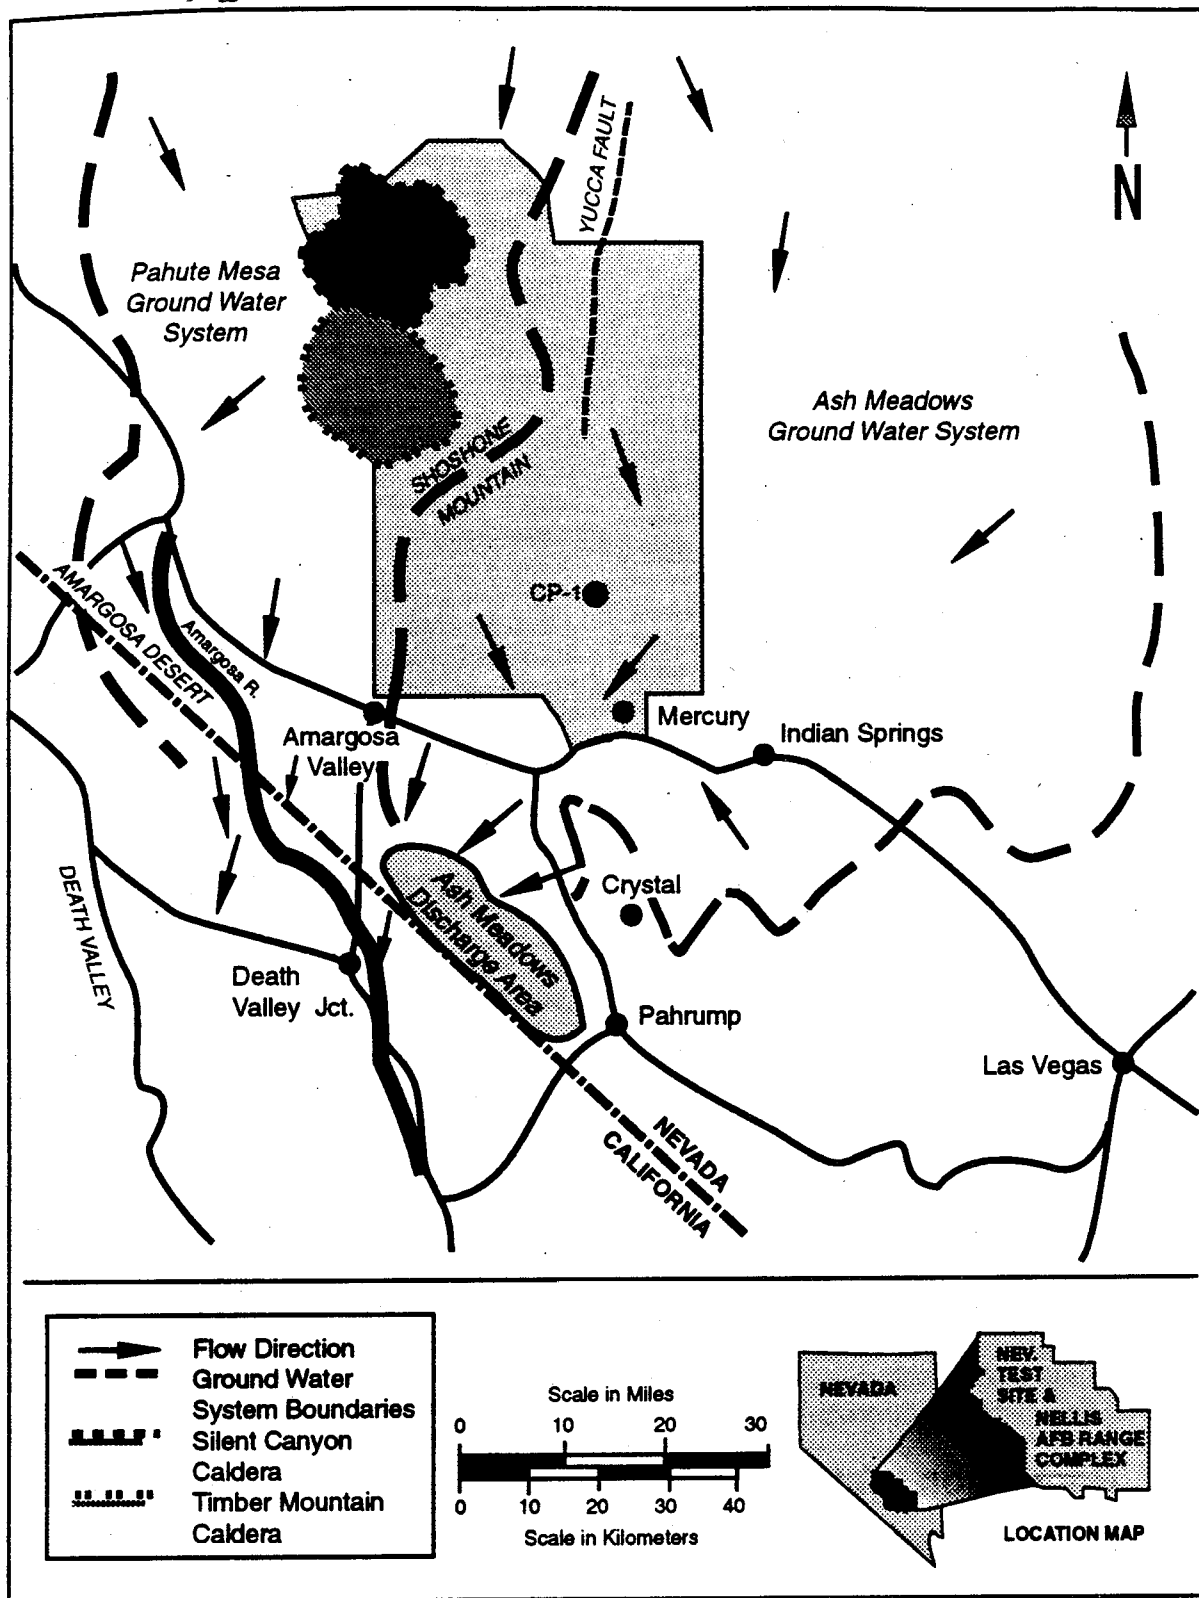 YUCCA FAULT
N
Pahute Mesa
Ground Water
System
Ash Meadows
Ground Water System
SHOSHONE
MOUNTAIN
CP-1
AMARGOSA DESERT
Amargosa R.
Mercury
Indian Springs
Amargosa
Valley
Crystal
Ash Meadows
Discharge Area
DEATH VALLEY
Death
Valley Jct.
Pahrump
Las Vegas
NEVADA
CALIFORNIA
Flow Direction
Ground Water
System Boundaries
Silent Canyon
Caldera
Timber Mountain
Caldera
Scale in Miles
0 10 20 30
0 10 20 30 40
Scale in Kilometers
NEVADA
NEV.
TEST
SITE &
NELLIS
AFB RANGE
COMPLEX
LOCATION MAP